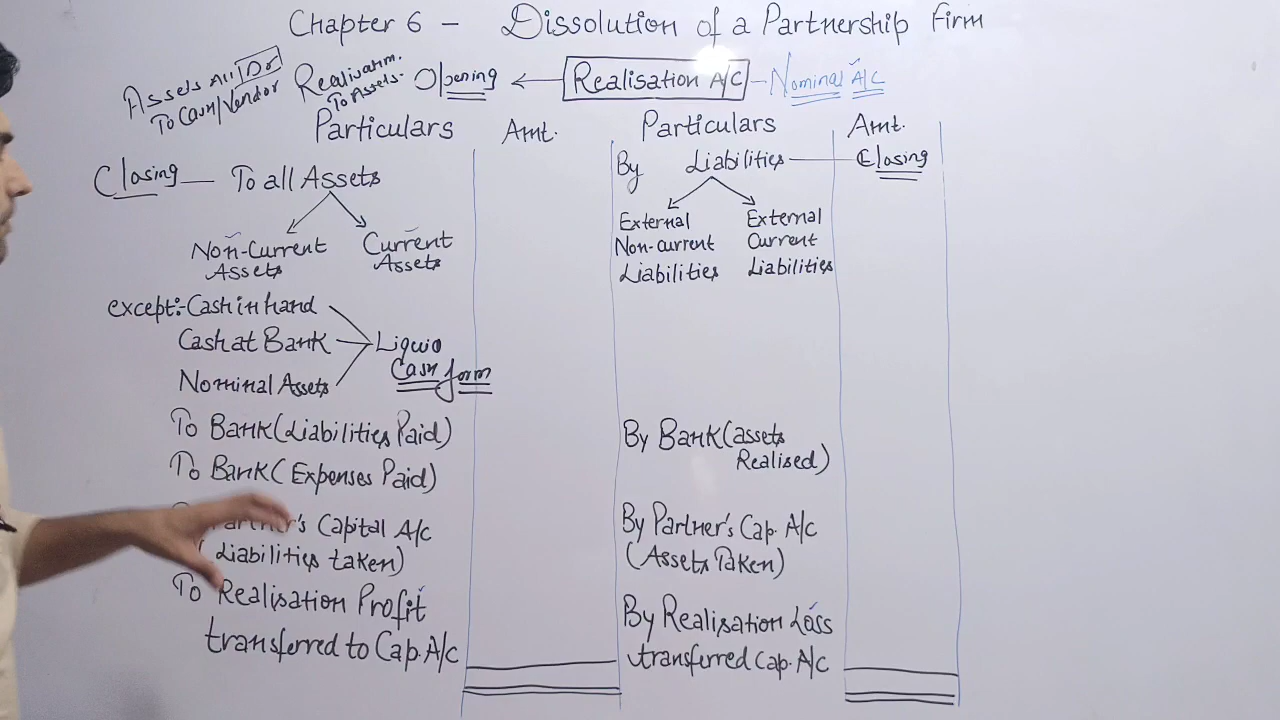 Chapter 6 - Dissolution of a Partnership Firm
Assets A/c Dr
To Cash/Vendor
Realisatn.
To Assets.
Opening ← Realisation A/C - Nominal A/C
Particulars Amt. Particulars Amt.
Closing — To all Assets
Non-Current Assets
Current Assets
except:- Cash in hand
Cash at Bank
Nominal Assets
Cash form
To Bank (Liabilities Paid)
To Bank (Expenses Paid)
Partner's Capital A/c
(Liabilities taken)
To Realisation Profit
transferred to Cap. A/c
By Liabilities — Closing
External
Non-current
Liabilities
External
Current
Liabilities
By Bank (assets
Realised)
By Partner's Cap. A/c
(Assets Taken)
By Realisation Loss
transferred Cap. A/c